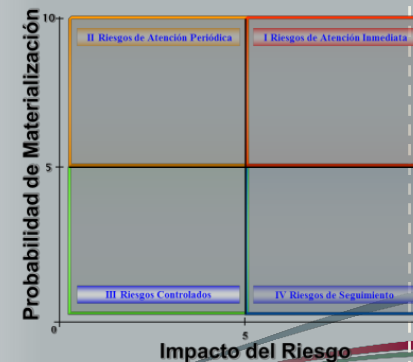 Probabilidad de Materialización
10
II Riesgos de Atención Periódica
I Riesgos de Atención Inmediata
5
III Riesgos Controlados
IV Riesgos de Seguimiento
0
5
Impacto del Riesgo